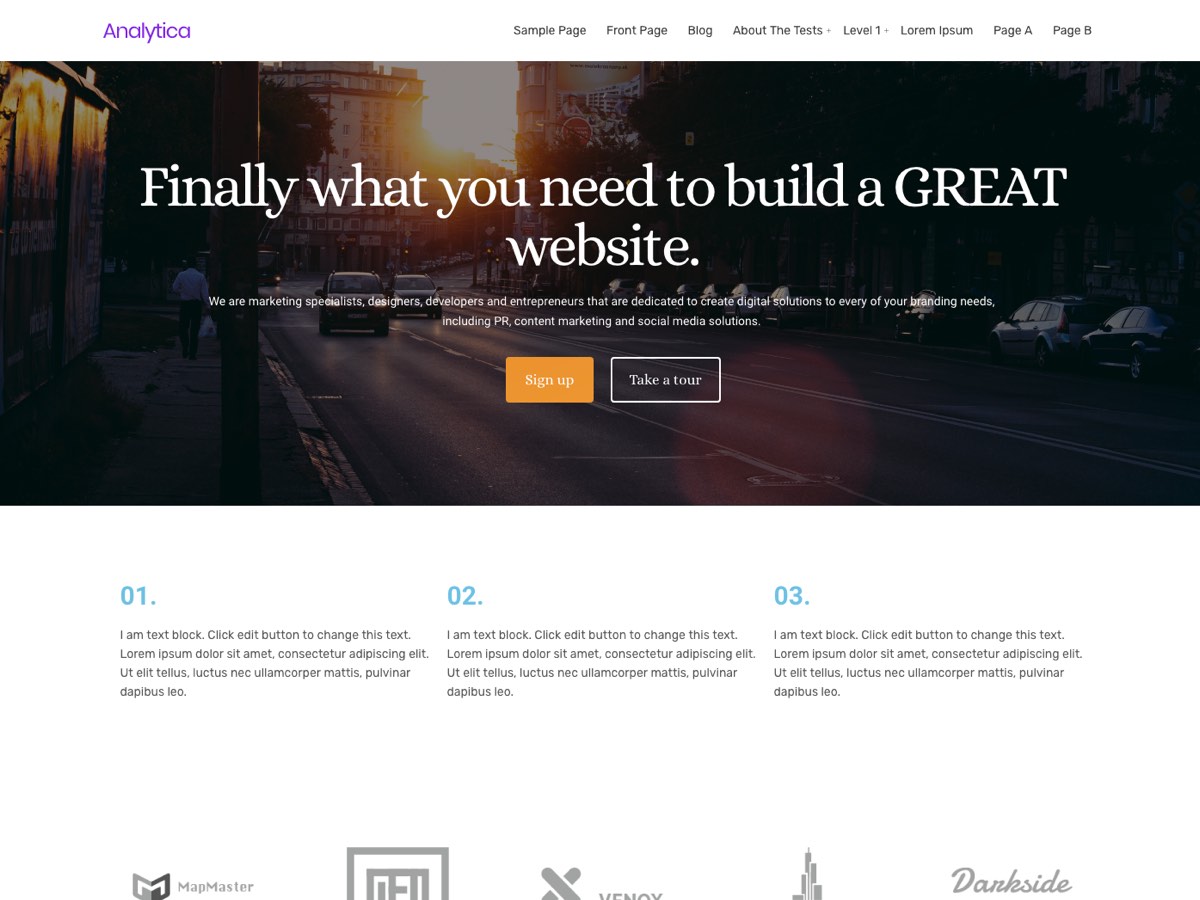 Analytica
Sample Page Front Page Blog About The Tests + Level 1 + Lorem Ipsum Page A Page B
Finally what you need to build a GREAT
website.
We are marketing specialists, designers, developers and entrepreneurs that are dedicated to create digital solutions to every of your branding needs,
including PR, content marketing and social media solutions.
Sign up Take a tour
01. 02. 03.
I am text block. Click edit button to change this text. I am text block. Click edit button to change this text. I am text block. Click edit button to change this text.
Lorem ipsum dolor sit amet, consectetur adipiscing elit. Lorem ipsum dolor sit amet, consectetur adipiscing elit. Lorem ipsum dolor sit amet, consectetur adipiscing elit.
Ut elit tellus, luctus nec ullamcorper mattis, pulvinar Ut elit tellus, luctus nec ullamcorper mattis, pulvinar Ut elit tellus, luctus nec ullamcorper mattis, pulvinar
dapibus leo. dapibus leo. dapibus leo.
MapMaster VENOX Darkside